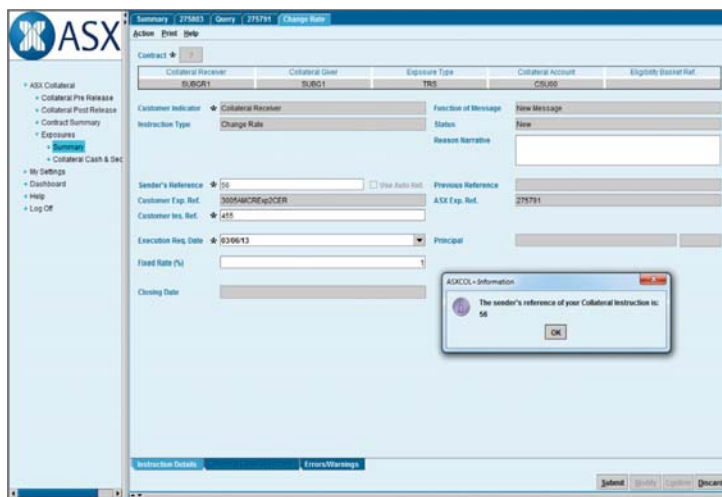 Summary 275803 Query 275791 Change Rate
ASX
Action Print Help
Contract * ?
Collateral Receiver Collateral Giver Exposure Type Collateral Account Eligibility Basket Ref.
SUBGR1 SUBG1 TRS CSU00
ASX Collateral
Collateral Pre Release
Collateral Post Release
Contract Summary
Exposures
Summary
Collateral Cash & Sec
My Settings
Dashboard
Help
Log Off
Customer Indicator * Collateral Receiver Function of Message New Message
Instruction Type Change Rate Status New
Reason Narrative
Sender's Reference * 56 Use Auto Ref. Previous Reference
Customer Exp. Ref. 3005AMCRExp2CER ASX Exp. Ref. 275791
Customer Ins. Ref. * 455
Execution Req. Date * 03/06/13 Principal
Fixed Rate (%) 1
Closing Date
ASXCOL - Information
The sender's reference of your Collateral Instruction is:
56
OK
Instruction Details Errors/Warnings
Submit Modify Confirm Discard